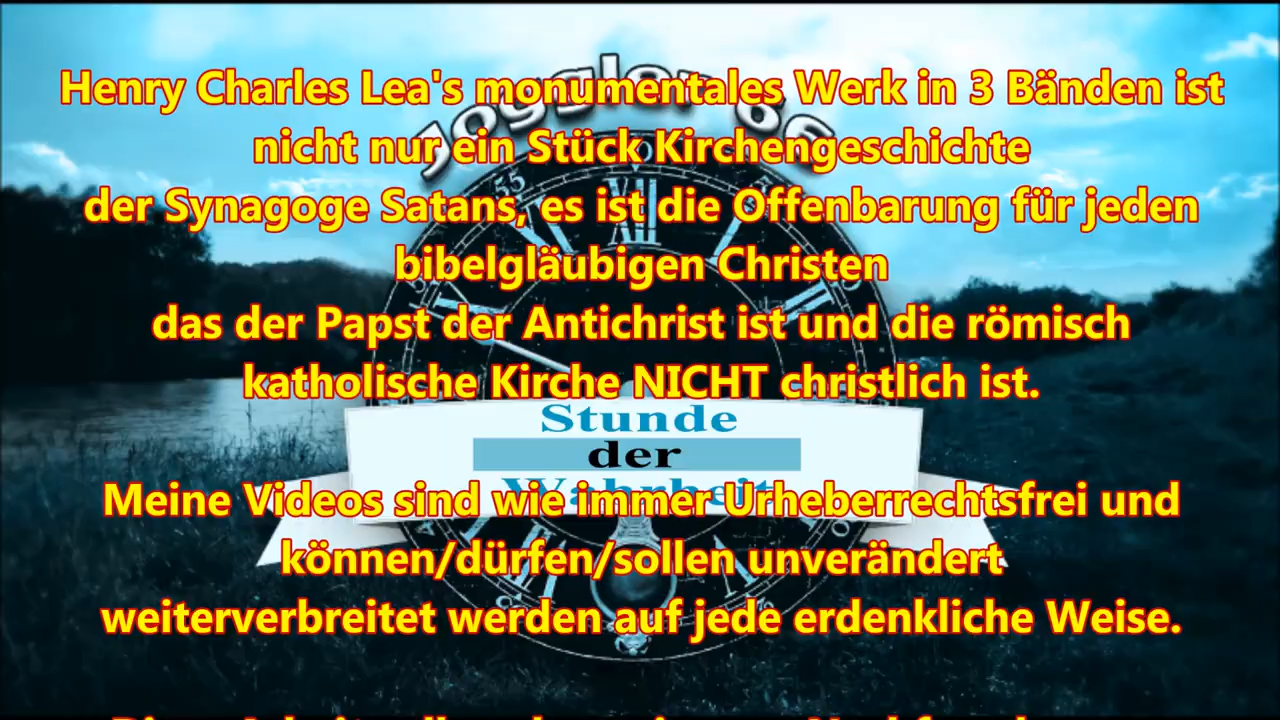 Joggler 66
Henry Charles Lea's monumentales Werk in 3 Bänden ist
nicht nur ein Stück Kirchengeschichte
der Synagoge Satans, es ist die Offenbarung für jeden
bibelgläubigen Christen
das der Papst der Antichrist ist und die römisch
katholische Kirche NICHT christlich ist.
Stunde
der
Wahrheit
Meine Videos sind wie immer Urheberrechtsfrei und
können/dürfen/sollen unverändert
weiterverbreitet werden auf jede erdenkliche Weise.